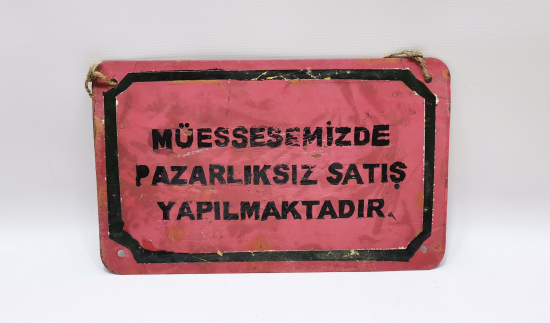 MÜESSESEMİZDE
PAZARLIKSIZ SATIŞ
YAPILMAKTADIR.